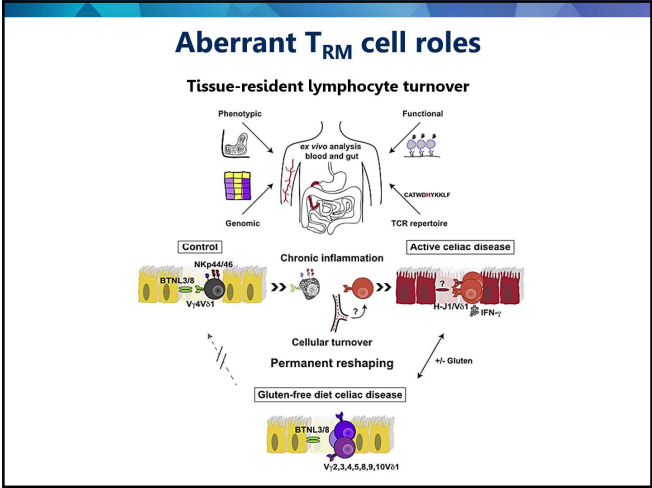 Aberrant TRM cell roles
Tissue-resident lymphocyte turnover
Phenotypic
Functional
ex vivo analysis
blood and gut
CATWDHYKKLF
Genomic
TCR repertoire
Control
Chronic inflammation
Active celiac disease
NKp44/46
BTNL3/8
Vγ4Vδ1
?
?
H-J1/Vδ1
IFN-γ
Cellular turnover
Permanent reshaping
+/- Gluten
Gluten-free diet celiac disease
BTNL3/8
Vγ2,3,4,5,8,9,10Vδ1